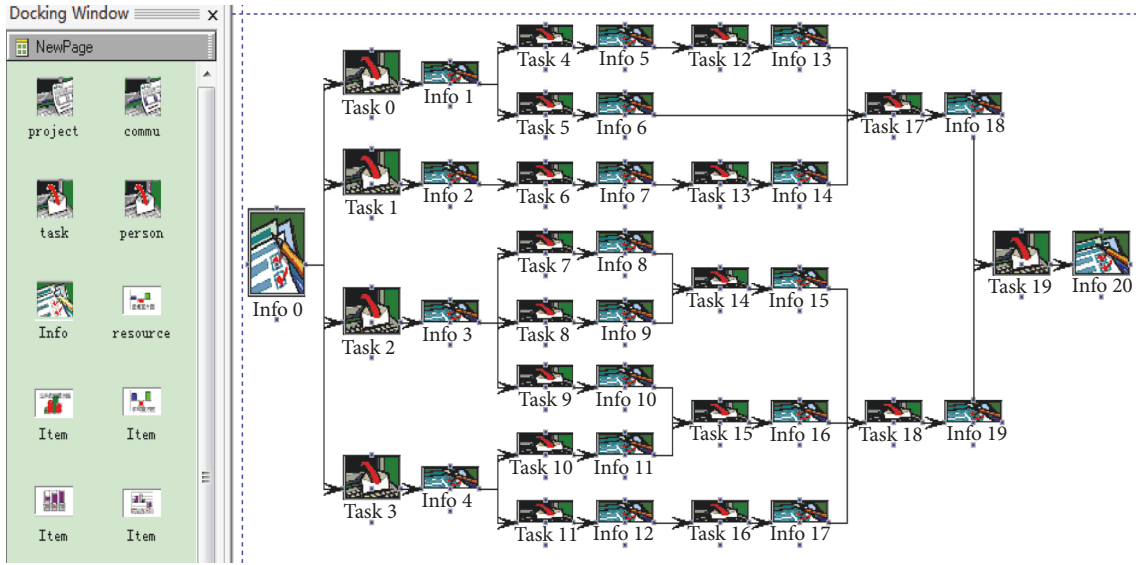 Docking Window
x
NewPage
project
commu
task
person
Info
resource
Item
Item
Item
Item
Info 0
Task 0
Info 1
Task 1
Info 2
Task 2
Info 3
Task 3
Info 4
Task 4
Info 5
Task 12
Info 13
Task 5
Info 6
Task 6
Info 7
Task 13
Info 14
Task 7
Info 8
Task 8
Info 9
Task 14
Info 15
Task 9
Info 10
Task 10
Info 11
Task 15
Info 16
Task 11
Info 12
Task 16
Info 17
Task 17
Info 18
Task 18
Info 19
Task 19
Info 20